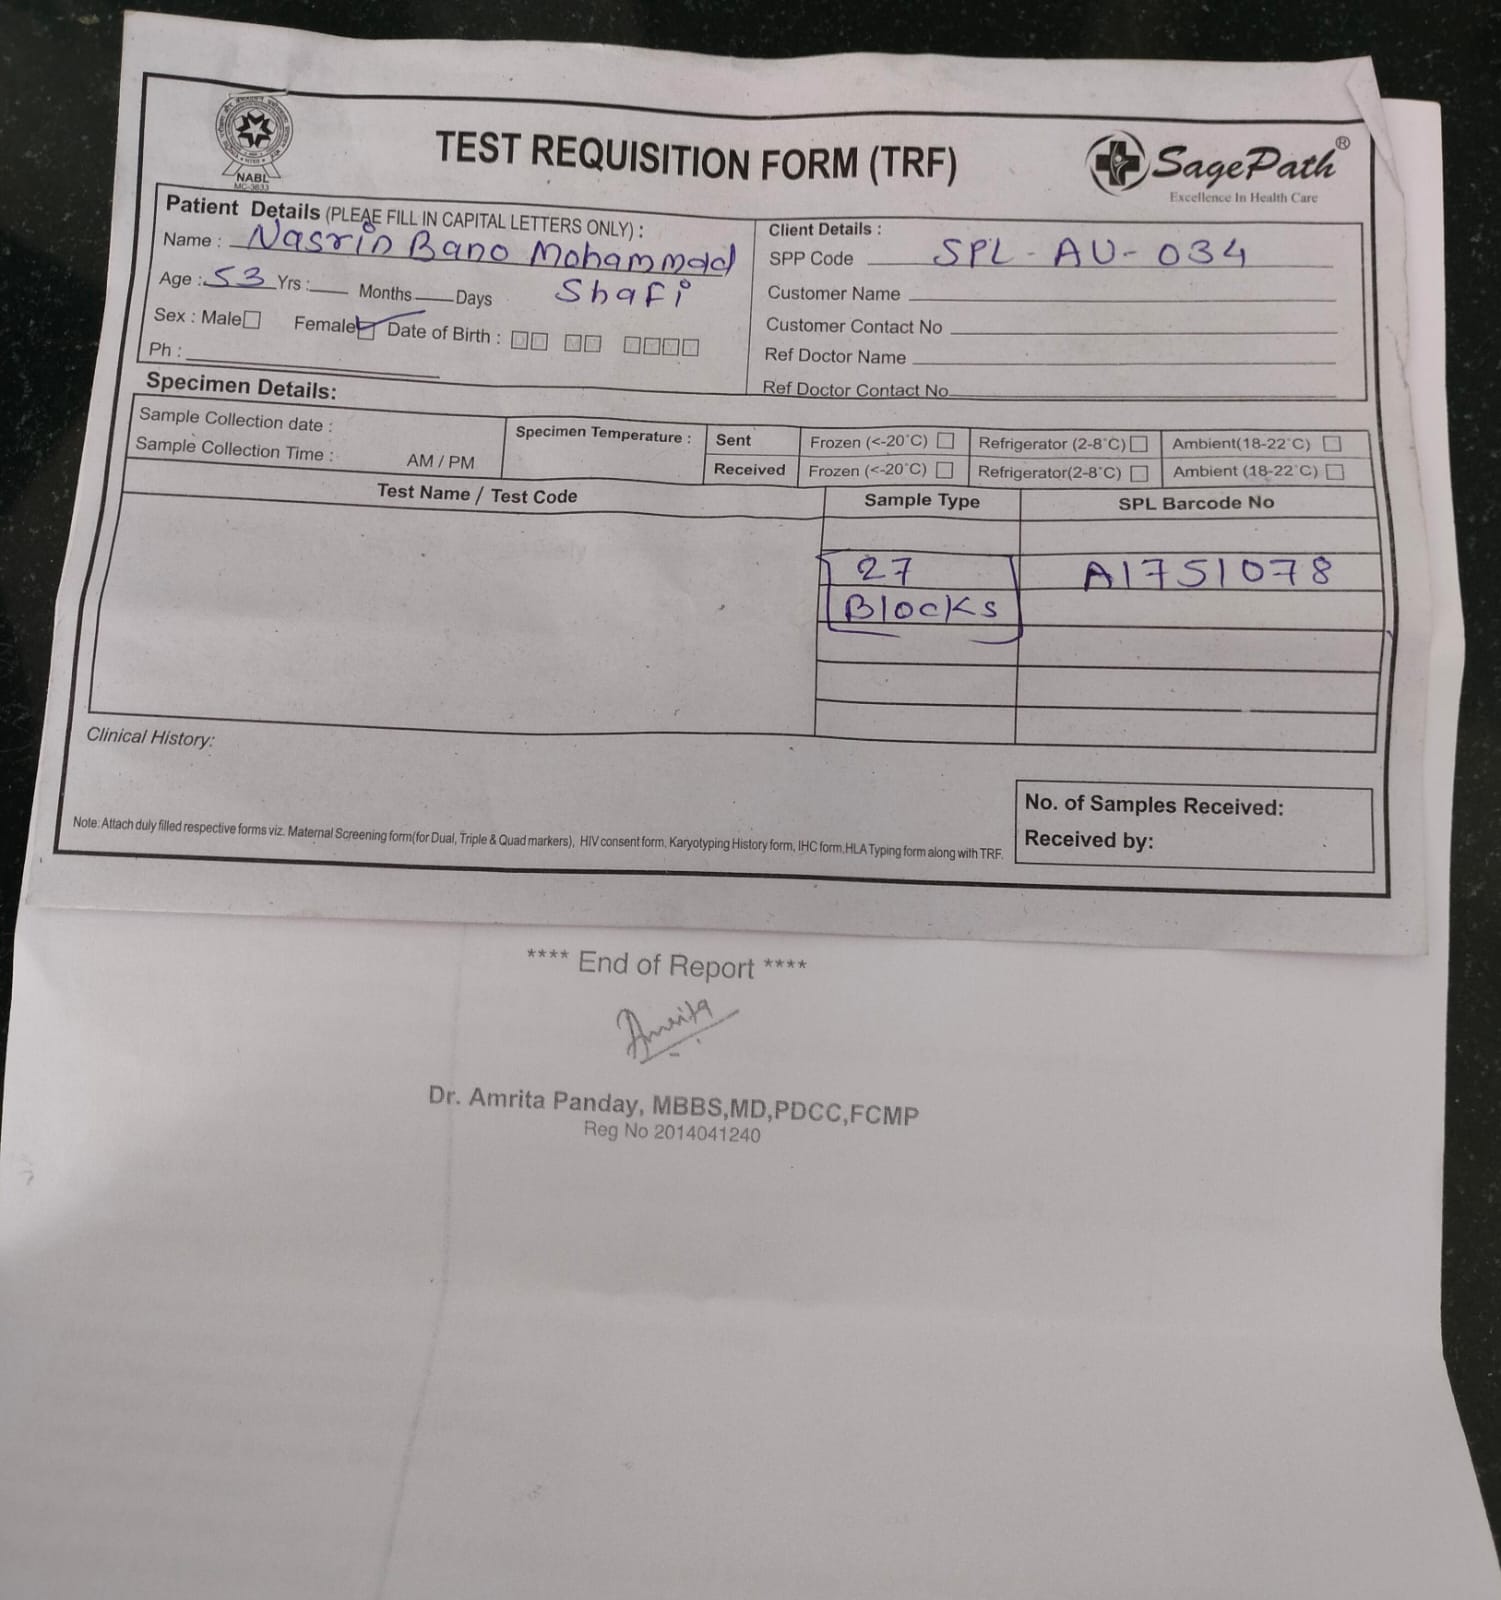 NABL
MC-3633
TEST REQUISITION FORM (TRF)
SagePath®
Excellence In Health Care
Patient Details (PLEAE FILL IN CAPITAL LETTERS ONLY) :
Name : Nasrin Bano Mohammad
Shafi
Age : 53 Yrs : Months Days
Sex : Male Female Date of Birth : DD MM
Ph :
Client Details :
SPP Code SPL - AU - 034
Customer Name
Customer Contact No
Ref Doctor Name
Ref Doctor Contact No
Specimen Details:
Sample Collection date :
Sample Collection Time : AM / PM
Specimen Temperature :
Sent Frozen (<-20°C) Refrigerator (2-8°C) Ambient(18-22°C)
Received Frozen (<-20°C) Refrigerator(2-8°C) Ambient (18-22°C)
Test Name / Test Code Sample Type SPL Barcode No
27 A1751078
Blocks
Clinical History:
Note: Attach duly filled respective forms viz. Maternal Screening form(for Dual, Triple & Quad markers), HIV consent form, Karyotyping History form, IHC form,HLA Typing form along with TRF.
No. of Samples Received:
Received by:
**** End of Report ****
Amrita
Dr. Amrita Panday, MBBS,MD,PDCC,FCMP
Reg No 2014041240